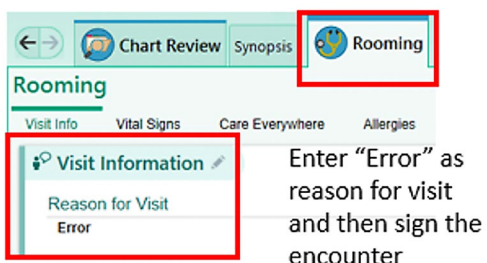 Chart Review Synopsis Rooming
Rooming
Visit Info Vital Signs Care Everywhere Allergies
Visit Information
Reason for Visit
Error
Enter “Error” as
reason for visit
and then sign the
encounter